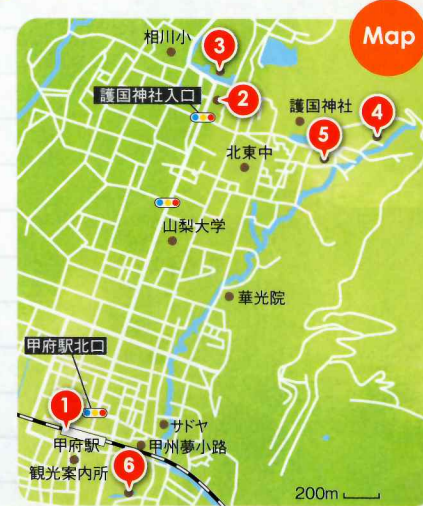 Map
相川小
3
護国神社入口
2
護国神社
4
5
北東中
山梨大学
華光院
甲府駅北口
1
サドヤ
甲府駅
甲州夢小路
観光案内所
6
200m